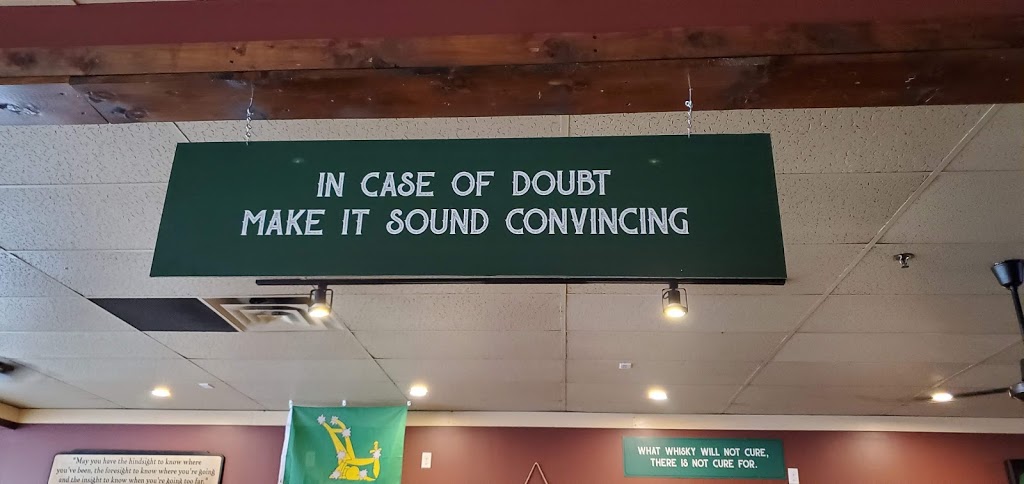 IN CASE OF DOUBT
MAKE IT SOUND CONVINCING
WHAT WHISKY WILL NOT CURE,
THERE IS NOT CURE FOR.
"May you have the hindsight to know where
you've been, the foresight to know where you're going
and the insight to know when you're going too far."